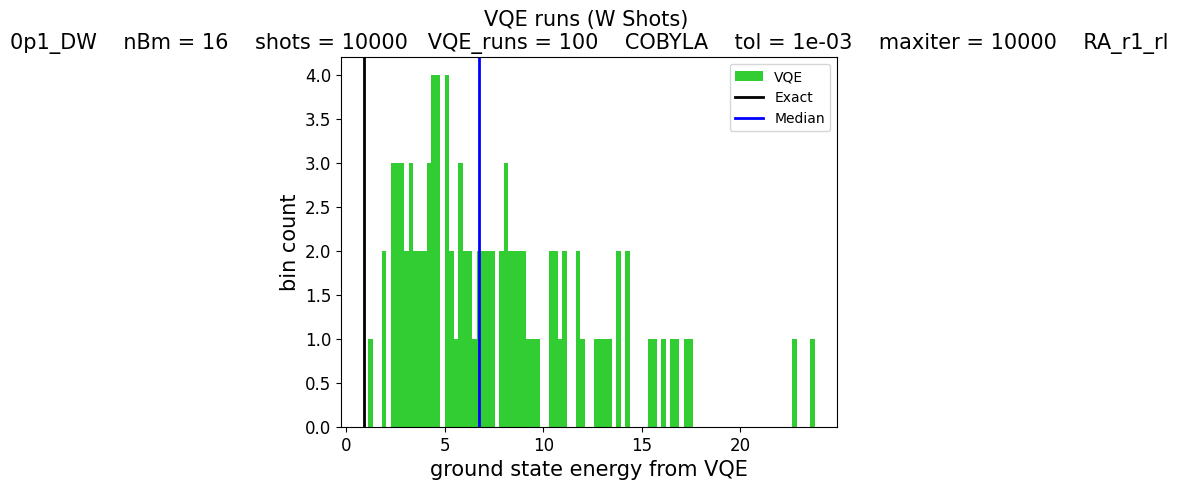 VQE runs (W Shots)
0p1_DW    nBm = 16    shots = 10000    VQE_runs = 100    COBYLA    tol = 1e-03    maxiter = 10000    RA_r1_rl
VQE
Exact
Median
bin count
4.0
3.5
3.0
2.5
2.0
1.5
1.0
0.5
0.0
0 5 10 15 20
ground state energy from VQE